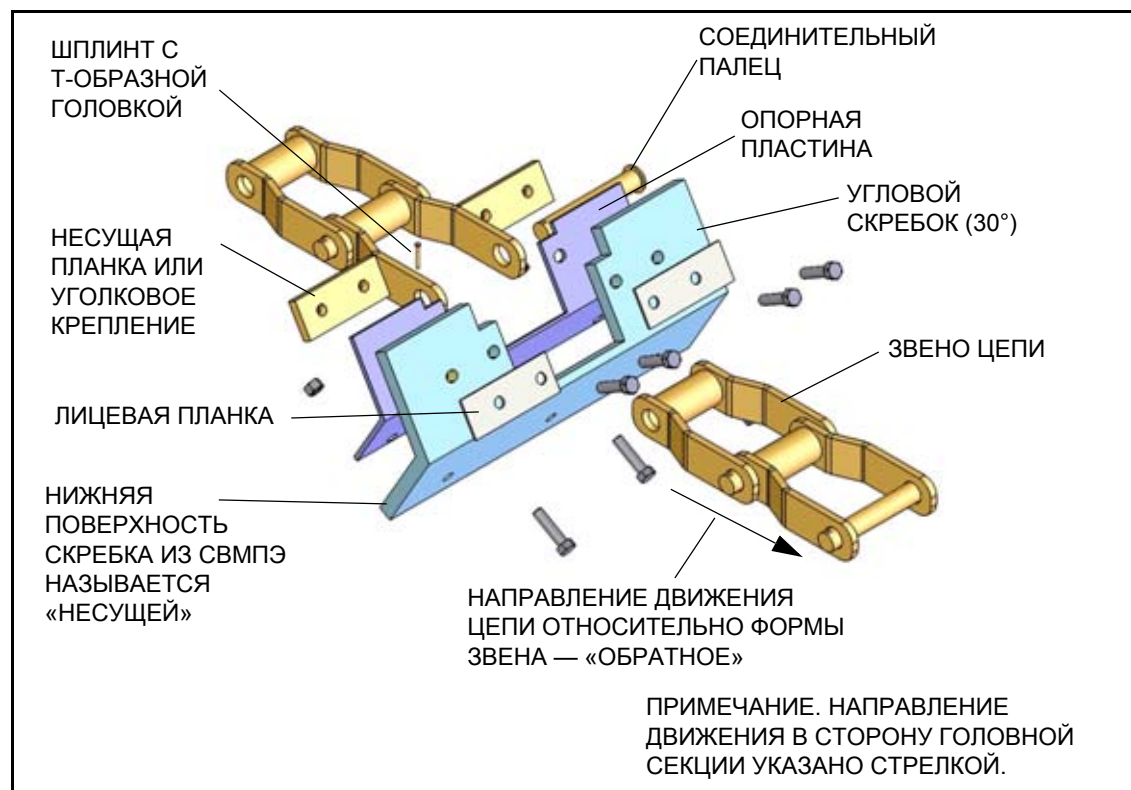 ШПЛИНТ С
Т-ОБРАЗНОЙ
ГОЛОВКОЙ
СОЕДИНИТЕЛЬНЫЙ
ПАЛЕЦ
ОПОРНАЯ
ПЛАСТИНА
УГЛОВОЙ
СКРЕБОК (30°)
НЕСУЩАЯ
ПЛАНКА ИЛИ
УГОЛКОВОЕ
КРЕПЛЕНИЕ
ЗВЕНО ЦЕПИ
ЛИЦЕВАЯ ПЛАНКА
НИЖНЯЯ
ПОВЕРХНОСТЬ
СКРЕБКА ИЗ СВМПЭ
НАЗЫВАЕТСЯ
«НЕСУЩЕЙ»
НАПРАВЛЕНИЕ ДВИЖЕНИЯ
ЦЕПИ ОТНОСИТЕЛЬНО ФОРМЫ
ЗВЕНА — «ОБРАТНОЕ»
ПРИМЕЧАНИЕ. НАПРАВЛЕНИЕ
ДВИЖЕНИЯ В СТОРОНУ ГОЛОВНОЙ
СЕКЦИИ УКАЗАНО СТРЕЛКОЙ.